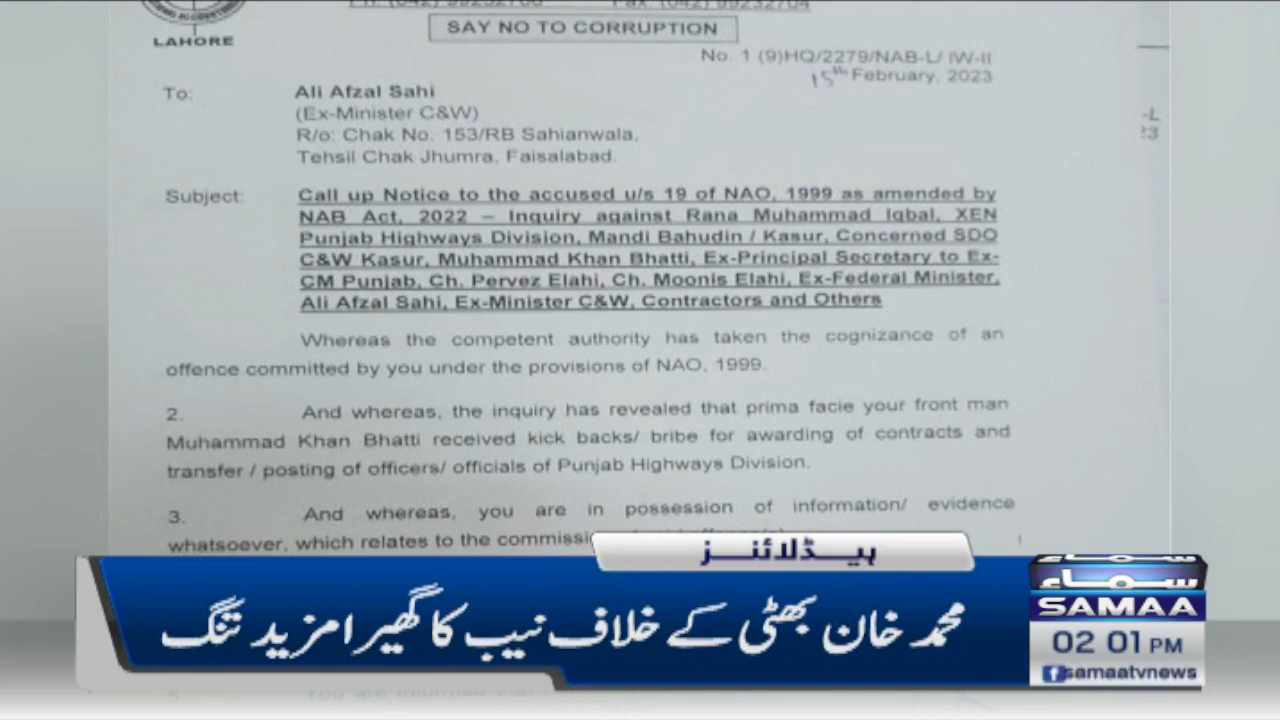 LAHORE
SAY NO TO CORRUPTION
No. 1 (9)HQ/2279/NAB-L/ IW-II
15th February, 2023
To:
Ali Afzal Sahi
(Ex-Minister C&W)
R/o: Chak No. 153/RB Sahianwala,
Tehsil Chak Jhumra, Faisalabad.
Subject:
Call up Notice to the accused u/s 19 of NAO, 1999 as amended by
NAB Act, 2022 – Inquiry against Rana Muhammad Iqbal, XEN
Punjab Highways Division, Mandi Bahudin / Kasur, Concerned SDO
C&W Kasur, Muhammad Khan Bhatti, Ex-Principal Secretary to Ex-
CM Punjab, Ch. Pervez Elahi, Ch. Moonis Elahi, Ex-Federal Minister,
Ali Afzal Sahi, Ex-Minister C&W, Contractors and Others
Whereas the competent authority has taken the cognizance of an
offence committed by you under the provisions of NAO, 1999.
2. And whereas, the inquiry has revealed that prima facie your front man
Muhammad Khan Bhatti received kick backs/ bribe for awarding of contracts and
transfer / posting of officers/ officials of Punjab Highways Division.
3. And whereas, you are in possession of information/ evidence
whatsoever, which relates to the
ہیڈلائنز
محمد خان بھٹی کے خلاف نیب کا گھیرا مزید تنگ
سماء
SAMAA
02 01 PM
samaatvnews